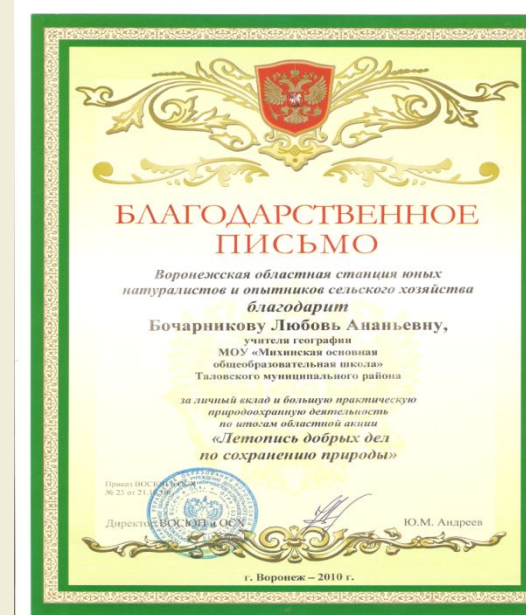 БЛАГОДАРСТВЕННОЕ
ПИСЬМО
Воронежская областная станция юных
натуралистов и опытников сельского хозяйства
благодарит
Бочарникову Любовь Ананьевну,
учителя географии
МОУ «Михинская основная
общеобразовательная школа»
Таловского муниципального района
за личный вклад и большую практическую
природоохранную деятельность
по итогам областной акции
«Летопись добрых дел
по сохранению природы»
Приказ
№ 23 от
Директор ВОСЮН и ОСХ
Ю.М. Андреев
г. Воронеж – 2010 г.